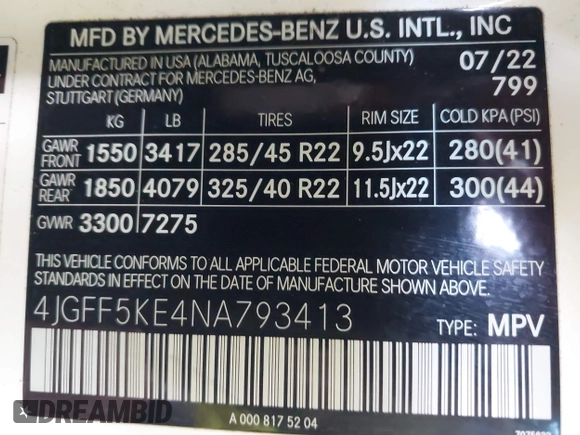 MFD BY MERCEDES-BENZ U.S. INTL., INC
MANUFACTURED IN USA (ALABAMA, TUSCALOOSA COUNTY) 07/22
UNDER CONTRACT FOR MERCEDES-BENZ AG, 799
STUTTGART (GERMANY)
KG LB TIRES RIM SIZE COLD KPA (PSI)
GAWR FRONT 1550 3417 285/45 R22 9.5Jx22 280(41)
GAWR REAR 1850 4079 325/40 R22 11.5Jx22 300(44)
GVWR 3300 7275
THIS VEHICLE CONFORMS TO ALL APPLICABLE FEDERAL MOTOR VEHICLE SAFETY
STANDARDS IN EFFECT ON THE DATE OF MANUFACTURE SHOWN ABOVE.
4JGFF5KE4NA793413 TYPE: MPV
A 000 817 52 04
DREAMBID